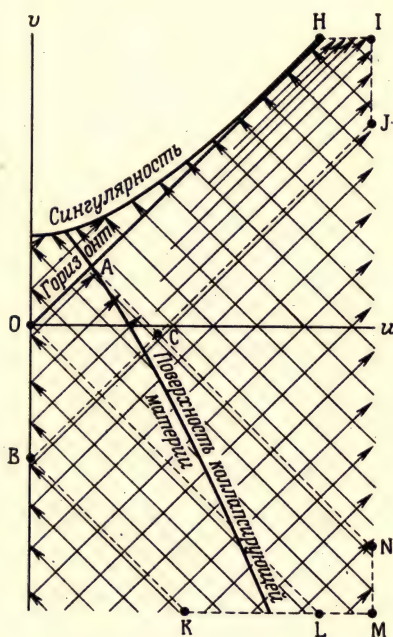 υ
H
I
J
Сингулярность
Горизонт
A
O
C
u
Поверхность коллапсирующей
материи
B
N
K
L
M